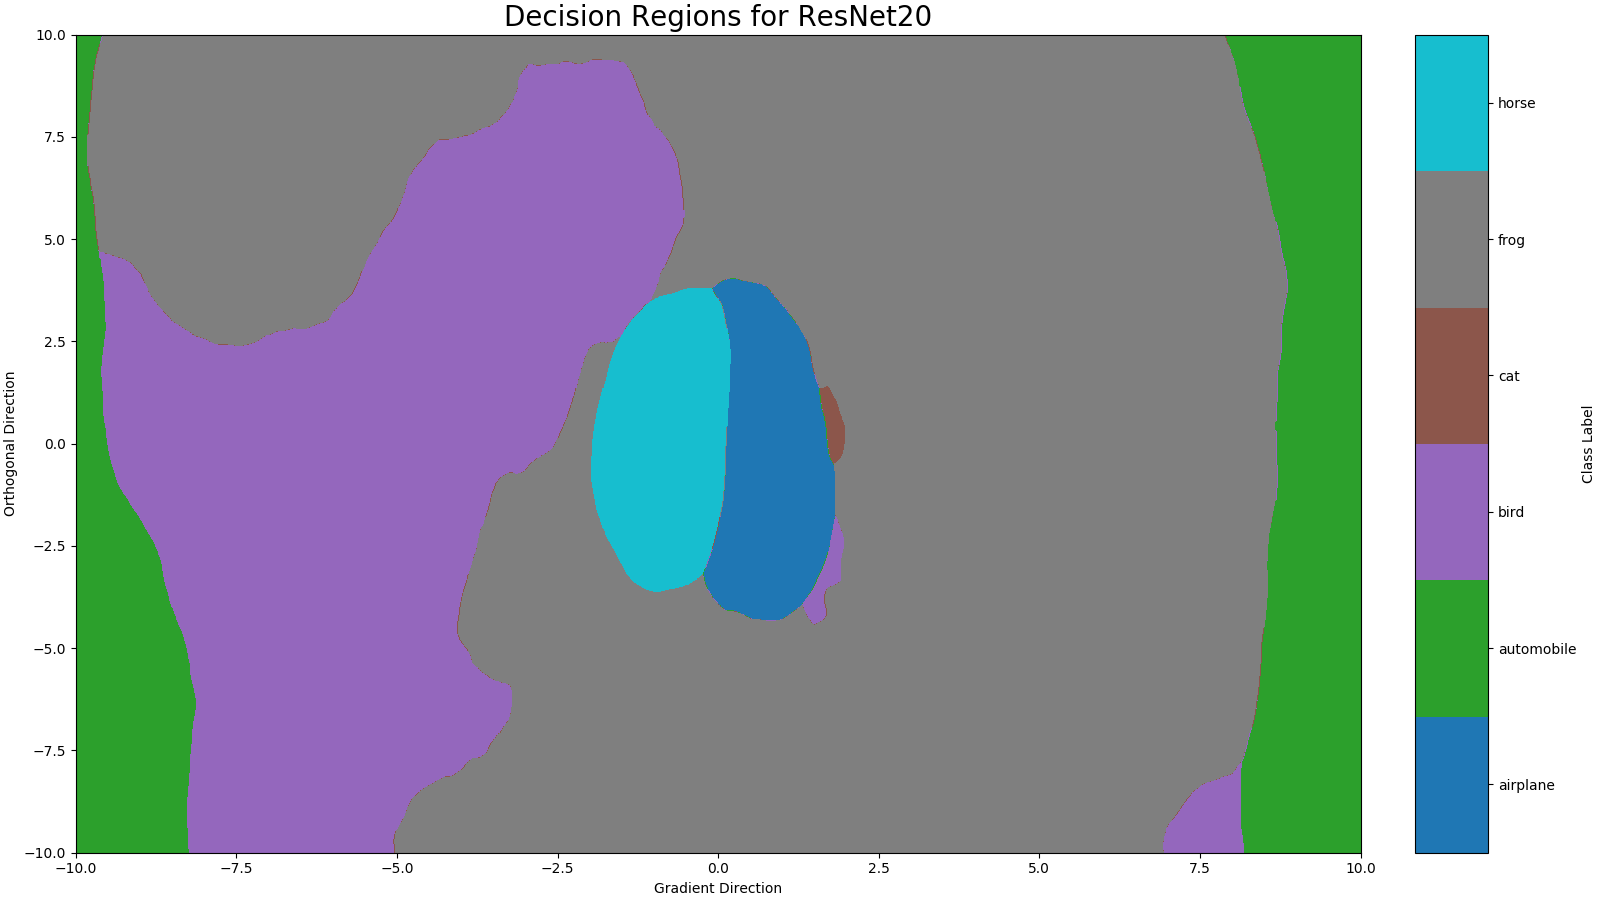 Decision Regions for ResNet20
10.0
7.5
5.0
2.5
0.0
−2.5
−5.0
−7.5
−10.0
Orthogonal Direction
−10.0 −7.5 −5.0 −2.5 0.0 2.5 5.0 7.5 10.0
Gradient Direction
horse
frog
cat
bird
automobile
airplane
Class Label